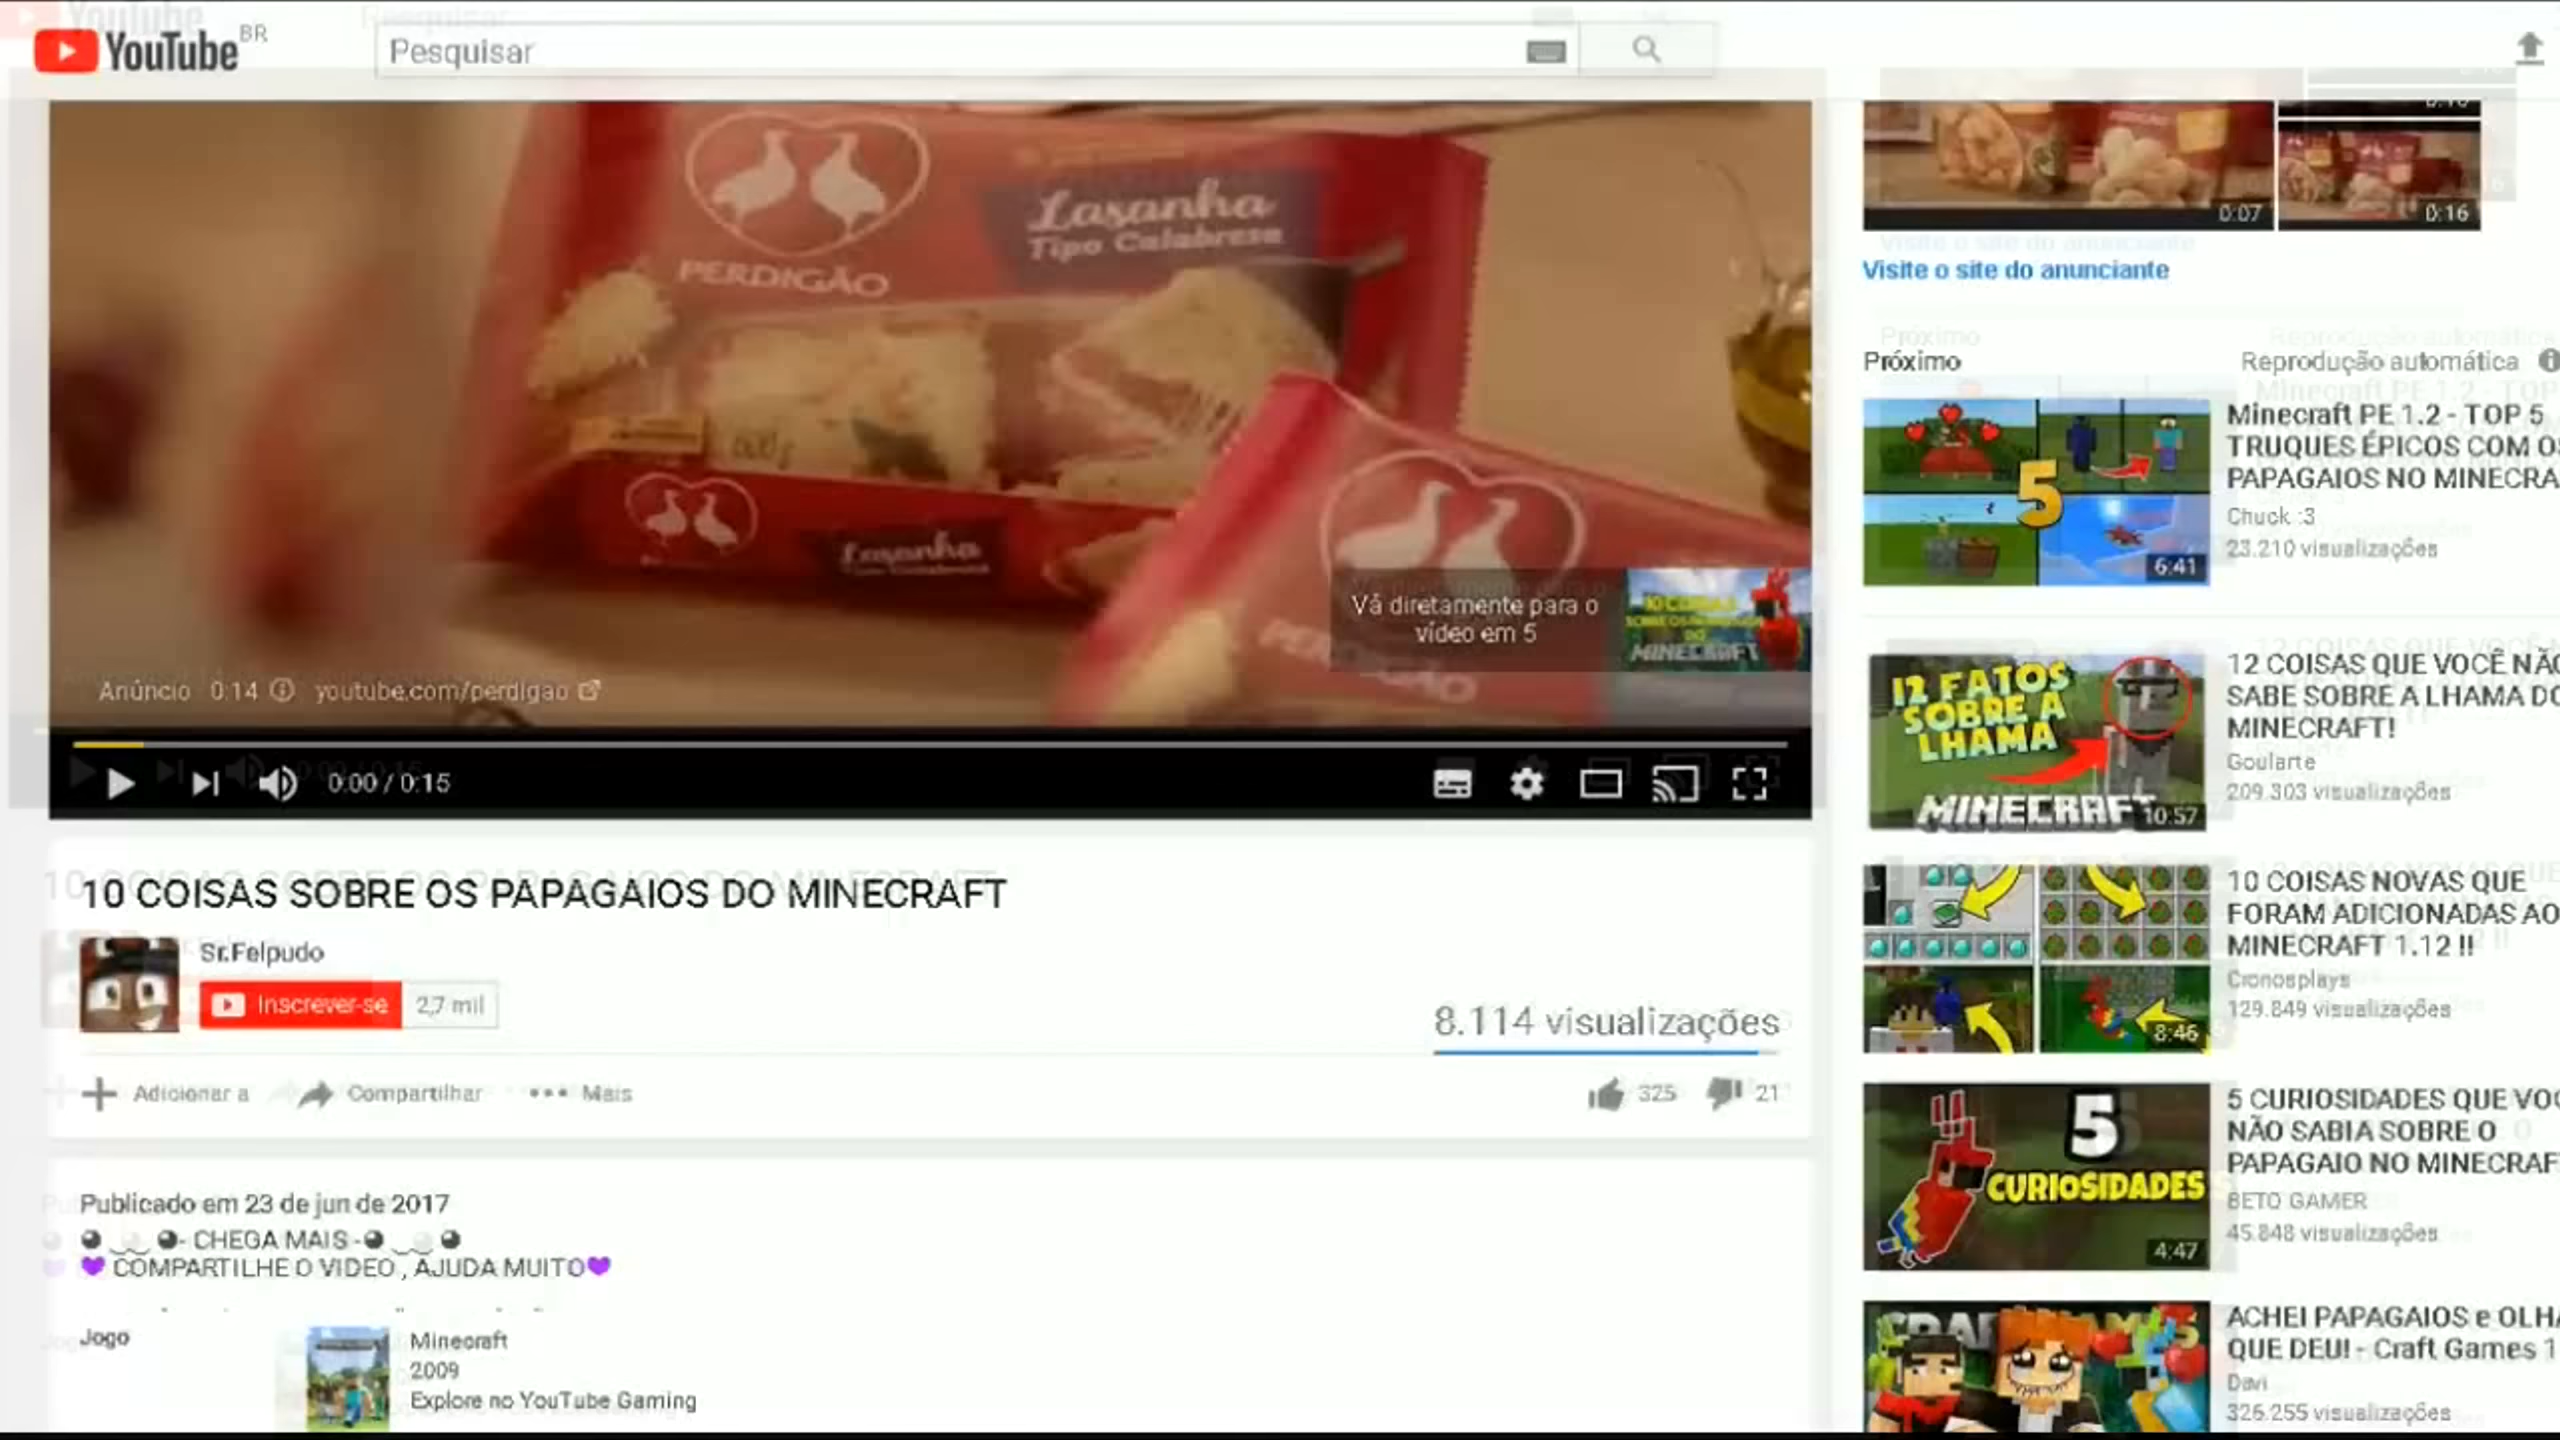 YouTube BR
Pesquisar
PERDIGÃO
Lasanha
Tipo Calabresa
600g
Lasanha
Tipo Calabresa
PERDIGÃO
Vá diretamente para o
vídeo em 5
10 COISAS
SOBRE OS PAPAGAIOS
DO
MINECRAFT
Anúncio 0:14 youtube.com/perdigao
0:00 / 0:15
10 COISAS SOBRE OS PAPAGAIOS DO MINECRAFT
Sr.Felpudo
Inscrever-se 2,7 mil
8.114 visualizações
Adicionar a Compartilhar Mais
325 21
Publicado em 23 de jun de 2017
- CHEGA MAIS -
💜 COMPARTILHE O VIDEO , AJUDA MUITO💜
Jogo
Minecraft
2009
Explore no YouTube Gaming
0:07
0:16
Visite o site do anunciante
Próximo
Reprodução automática
5
6:41
Minecraft PE 1.2 - TOP 5
TRUQUES ÉPICOS COM OS
PAPAGAIOS NO MINECRA
Chuck :3
23.210 visualizações
12 FATOS
SOBRE A
LHAMA
MINECRAFT
10:57
12 COISAS QUE VOCÊ NÃO
SABE SOBRE A LHAMA DO
MINECRAFT!
Goularte
209.303 visualizações
8:46
10 COISAS NOVAS QUE
FORAM ADICIONADAS AO
MINECRAFT 1.12 !!
Cronosplays
129.849 visualizações
5
CURIOSIDADES
4:47
5 CURIOSIDADES QUE VOC
NÃO SABIA SOBRE O
PAPAGAIO NO MINECRAF
BETO GAMER
45.848 visualizações
ACHEI PAPAGAIOS e OLHA
QUE DEU! - Craft Games 1
Davi
326.255 visualizações